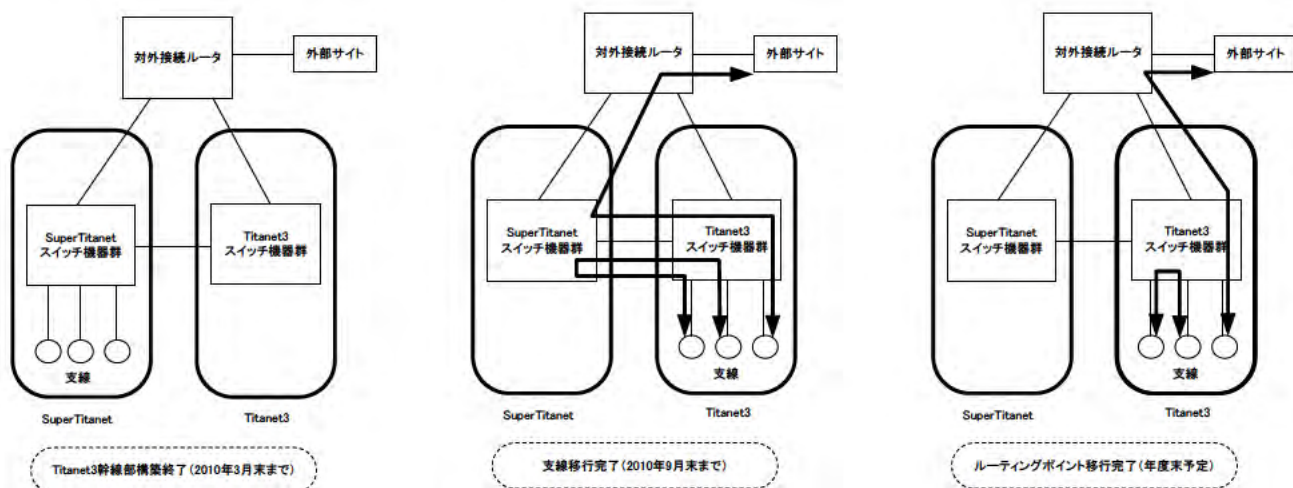 対外接続ルータ
外部サイト
SuperTitanet
スイッチ機器群
Titanet3
スイッチ機器群
支線
SuperTitanet
Titanet3
Titanet3幹線部構築終了(2010年3月末まで)
対外接続ルータ
外部サイト
SuperTitanet
スイッチ機器群
Titanet3
スイッチ機器群
支線
SuperTitanet
Titanet3
支線移行完了(2010年9月末まで)
対外接続ルータ
外部サイト
SuperTitanet
スイッチ機器群
Titanet3
スイッチ機器群
支線
SuperTitanet
Titanet3
ルーティングポイント移行完了(年度末予定)